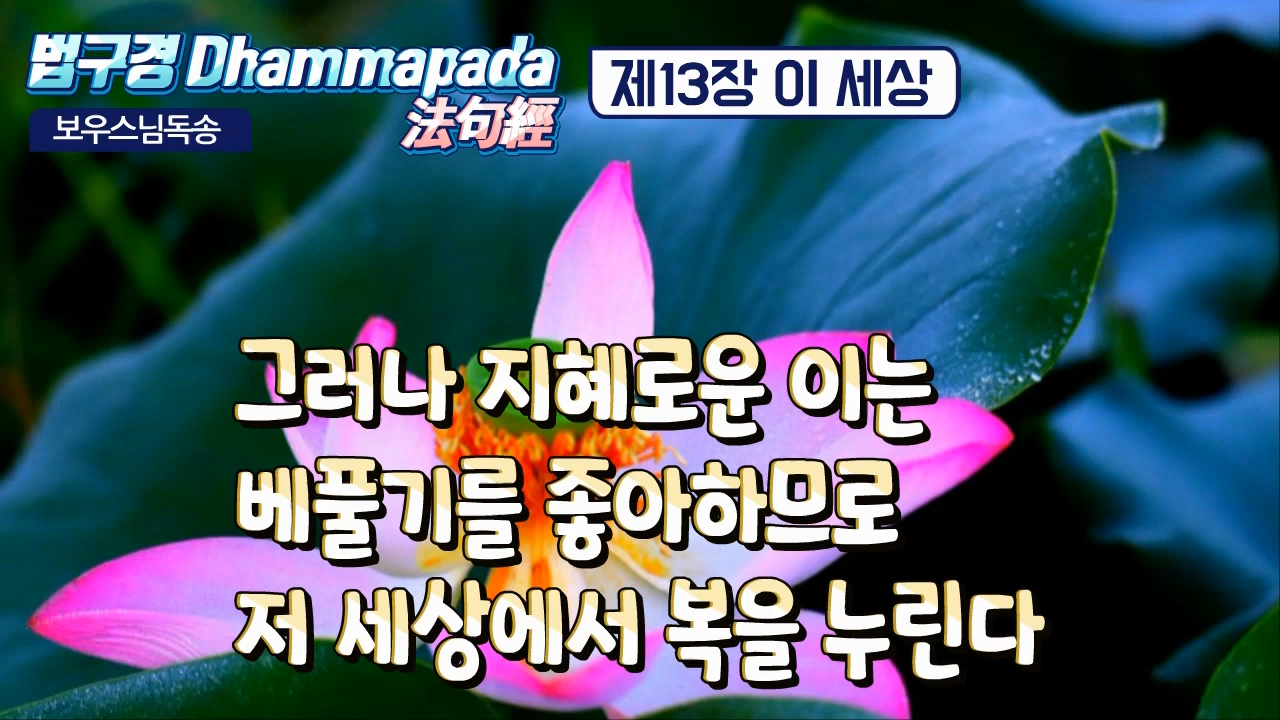 법구경 Dhammapada
法句經
보우스님독송
제13장 이 세상
그러나 지혜로운 이는
베풀기를 좋아하므로
저 세상에서 복을 누린다